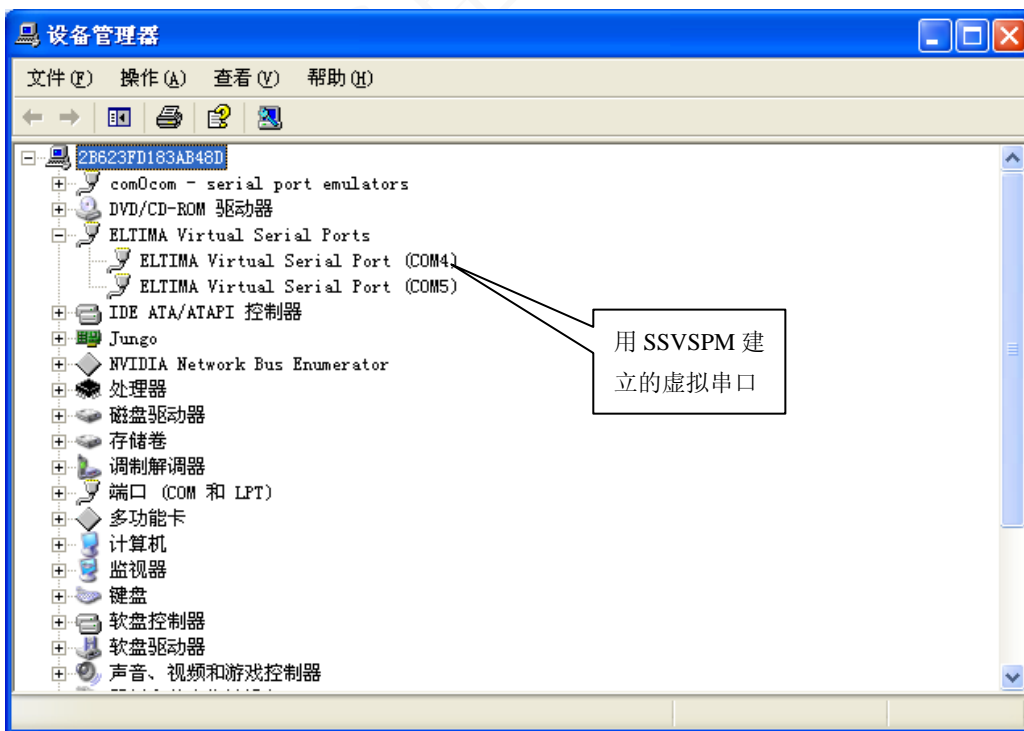 设备管理器
文件(F) 操作(A) 查看(V) 帮助(H)
2B623FD183AB48D
com0com - serial port emulators
DVD/CD-ROM 驱动器
ELTIMA Virtual Serial Ports
ELTIMA Virtual Serial Port (COM4)
ELTIMA Virtual Serial Port (COM5)
IDE ATA/ATAPI 控制器
Jungo
NVIDIA Network Bus Enumerator
处理器
磁盘驱动器
存储卷
调制解调器
端口 (COM 和 LPT)
多功能卡
计算机
监视器
键盘
软盘控制器
软盘驱动器
声音、视频和游戏控制器
用 SSVSPM 建
立的虚拟串口